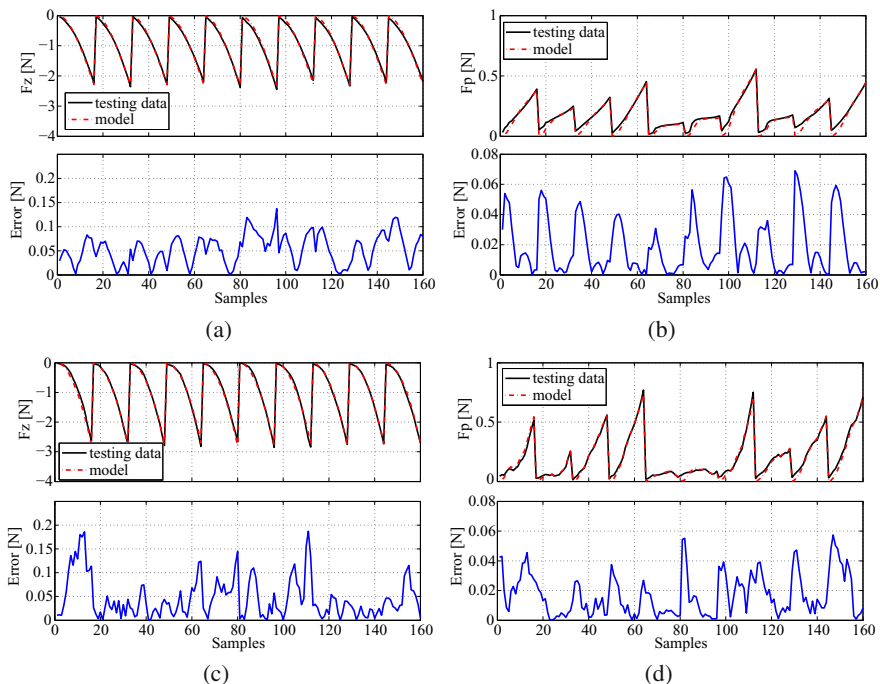 0
−1
−2
−3
−4
Fz [N]
testing data
model
0.2
0.15
0.1
0.05
0
Error [N]
0 20 40 60 80 100 120 140 160
Samples
(a)
1
0.5
0
Fp [N]
testing data
model
0.08
0.06
0.04
0.02
0
Error [N]
0 20 40 60 80 100 120 140 160
Samples
(b)
0
−1
−2
−3
−4
Fz [N]
testing data
model
0.2
0.15
0.1
0.05
0
Error [N]
0 20 40 60 80 100 120 140 160
Samples
(c)
1
0.5
0
Fp [N]
testing data
model
0.08
0.06
0.04
0.02
0
Error [N]
0 20 40 60 80 100 120 140 160
Samples
(d)